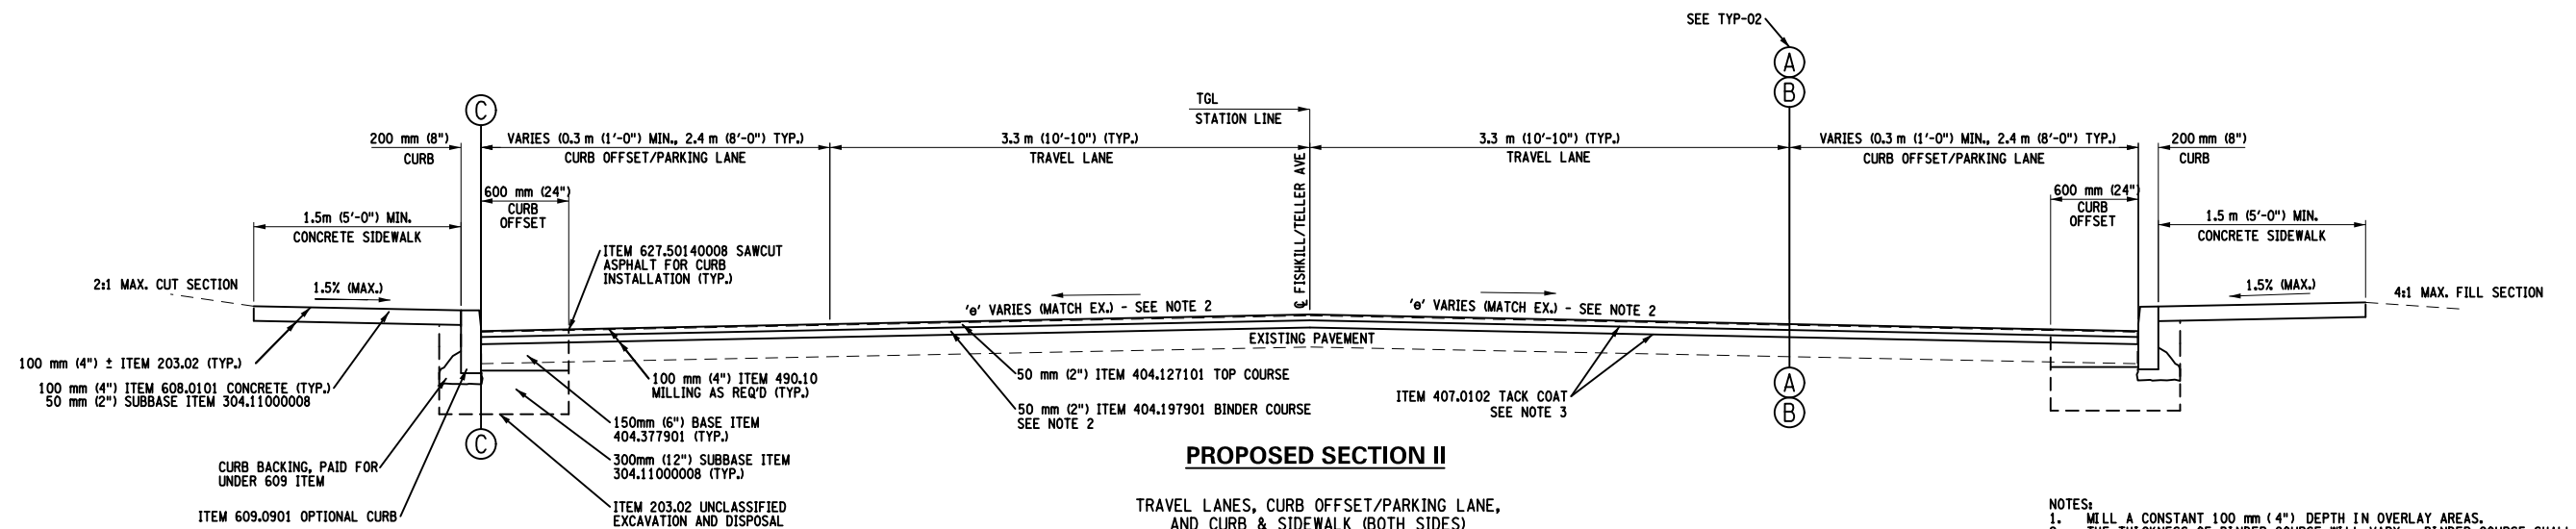 SEE TYP-02
A
B
C
TGL
STATION LINE
200 mm (8")
CURB
VARIES (0.3 m (1'-0") MIN., 2.4 m (8'-0") TYP.)
CURB OFFSET/PARKING LANE
3.3 m (10'-10") (TYP.)
TRAVEL LANE
3.3 m (10'-10") (TYP.)
TRAVEL LANE
VARIES (0.3 m (1'-0") MIN., 2.4 m (8'-0") TYP.)
CURB OFFSET/PARKING LANE
200 mm (8")
CURB
℄ FISHKILL/TELLER AVE
600 mm (24")
CURB
OFFSET
600 mm (24")
CURB
OFFSET
1.5m (5'-0") MIN.
CONCRETE SIDEWALK
1.5 m (5'-0") MIN.
CONCRETE SIDEWALK
ITEM 627.50140008 SAWCUT
ASPHALT FOR CURB
INSTALLATION (TYP.)
2:1 MAX. CUT SECTION
1.5% (MAX.)
1.5% (MAX.)
4:1 MAX. FILL SECTION
'e' VARIES (MATCH EX.) - SEE NOTE 2
'e' VARIES (MATCH EX.) - SEE NOTE 2
EXISTING PAVEMENT
100 mm (4") ± ITEM 203.02 (TYP.)
100 mm (4") ITEM 608.0101 CONCRETE (TYP.)
50 mm (2") SUBBASE ITEM 304.11000008
100 mm (4") ITEM 490.10
MILLING AS REQ'D (TYP.)
50 mm (2") ITEM 404.127101 TOP COURSE
50 mm (2") ITEM 404.197901 BINDER COURSE
SEE NOTE 2
ITEM 407.0102 TACK COAT
SEE NOTE 3
A
B
C
150mm (6") BASE ITEM
404.377901 (TYP.)
300mm (12") SUBBASE ITEM
304.11000008 (TYP.)
CURB BACKING, PAID FOR
UNDER 609 ITEM
ITEM 609.0901 OPTIONAL CURB
ITEM 203.02 UNCLASSIFIED
EXCAVATION AND DISPOSAL
PROPOSED SECTION II
TRAVEL LANES, CURB OFFSET/PARKING LANE,
AND CURB & SIDEWALK (BOTH SIDES)
NOTES:
1. MILL A CONSTANT 100 mm ( 4") DEPTH IN OVERLAY AREAS.
2. THE THICKNESS OF BINDER COURSE WILL VARY. BINDER COURSE SHALL